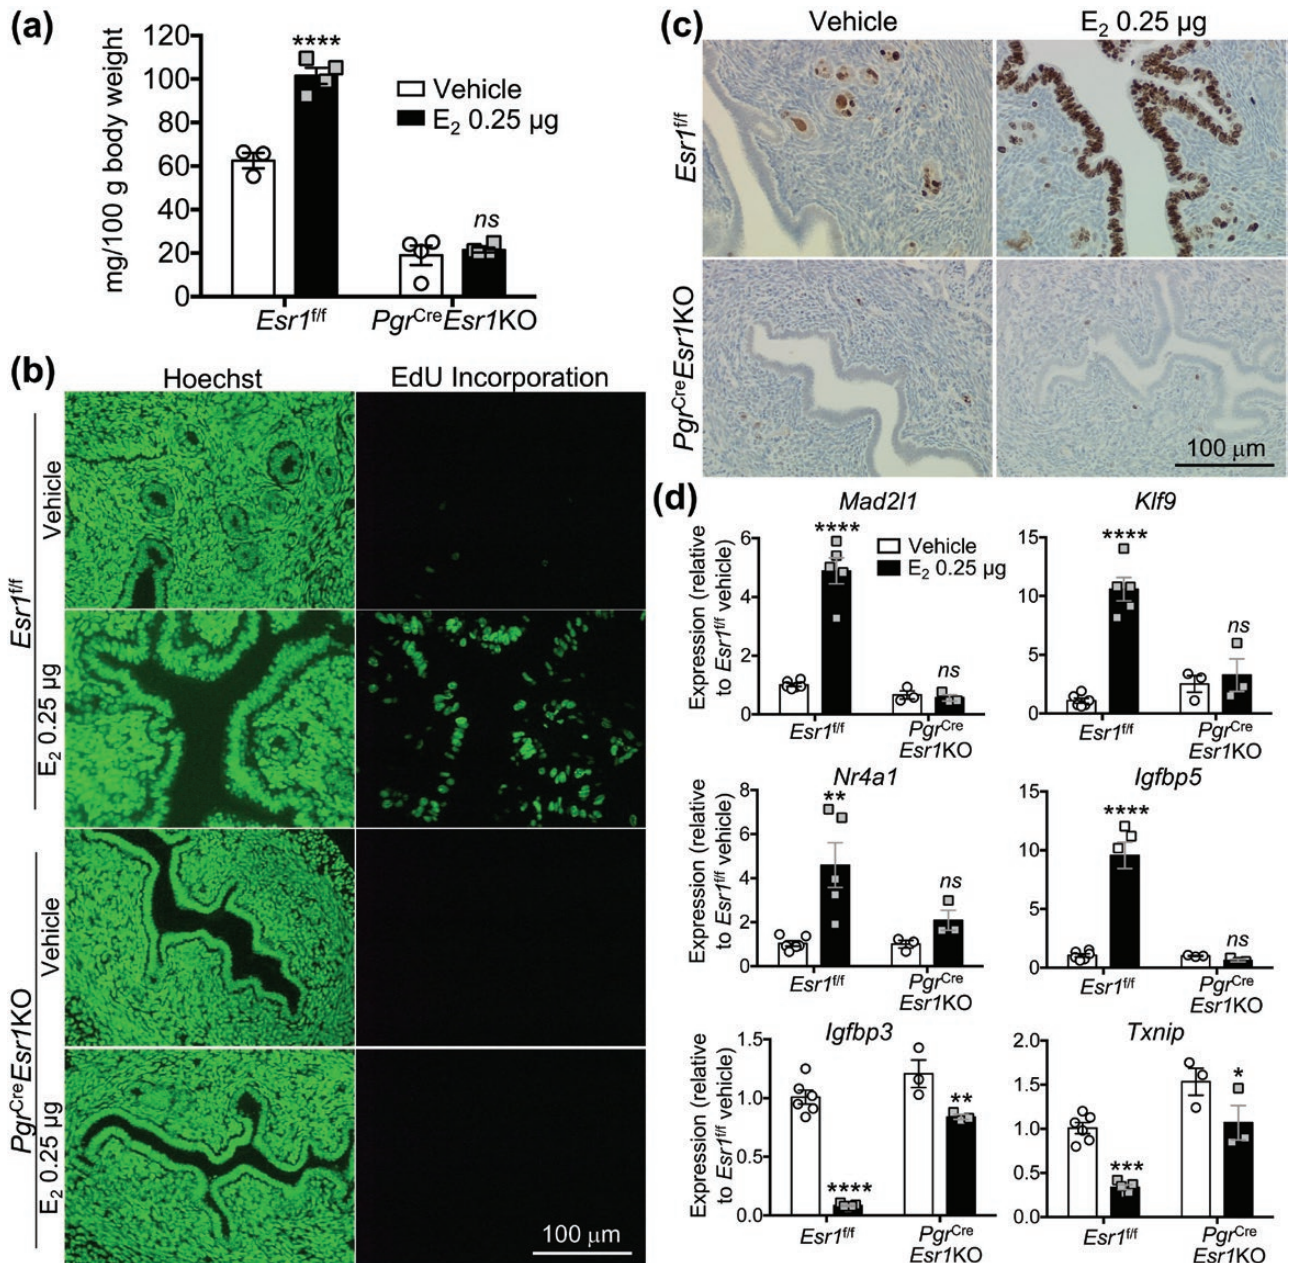 (a)
120
100
80
60
40
20
0
mg/100 g body weight
****
ns
Vehicle
E₂ 0.25 µg
Esr1ᶠ/ᶠ
PgrCreEsr1KO
(b)
Hoechst
EdU Incorporation
Esr1ᶠ/ᶠ
Vehicle
E₂ 0.25 µg
PgrCreEsr1KO
Vehicle
E₂ 0.25 µg
100 µm
(c)
Vehicle
E₂ 0.25 µg
Esr1ᶠ/ᶠ
PgrCreEsr1KO
100 µm
(d)
Mad2l1
Expression (relative
to Esr1ᶠ/ᶠ vehicle)
6
4
2
0
****
ns
Vehicle
E₂ 0.25 µg
Esr1ᶠ/ᶠ
PgrCre
Esr1KO
Klf9
15
10
5
0
****
ns
Esr1ᶠ/ᶠ
PgrCre
Esr1KO
Nr4a1
Expression (relative
to Esr1ᶠ/ᶠ vehicle)
8
6
4
2
0
**
ns
Esr1ᶠ/ᶠ
PgrCre
Esr1KO
Igfbp5
15
10
5
0
****
ns
Esr1ᶠ/ᶠ
PgrCre
Esr1KO
Igfbp3
Expression (relative
to Esr1ᶠ/ᶠ vehicle)
1.5
1.0
0.5
0.0
****
**
Esr1ᶠ/ᶠ
PgrCre
Esr1KO
Txnip
2.0
1.5
1.0
0.5
0.0
***
*
Esr1ᶠ/ᶠ
PgrCre
Esr1KO